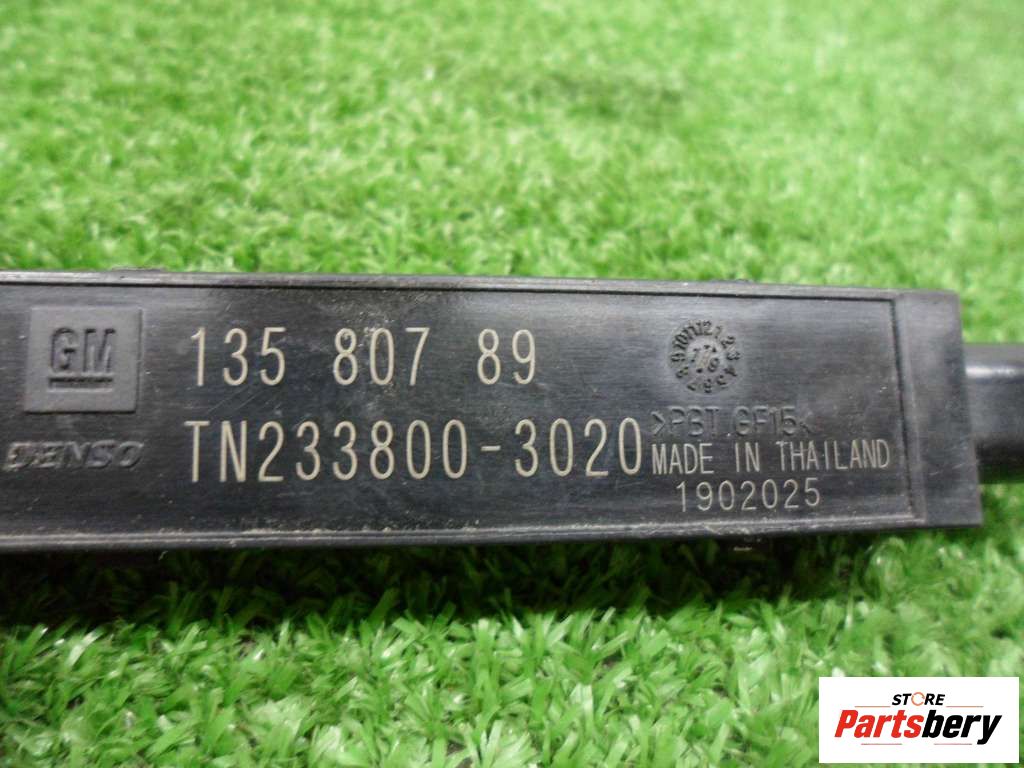 GM
135 807 89
DENSO
TN233800-3020
>PBT GF15<
MADE IN THAILAND
1902025
STORE
Partsbery